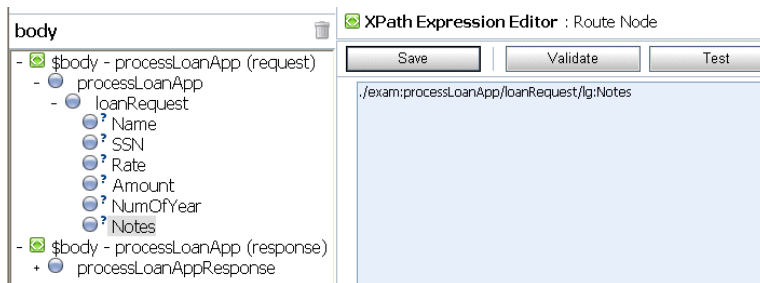 body
- $body - processLoanApp (request)
- processLoanApp
- loanRequest
? Name
? SSN
? Rate
? Amount
? NumOfYear
? Notes
- $body - processLoanApp (response)
+ processLoanAppResponse
XPath Expression Editor : Route Node
Save Validate Test
./exam:processLoanApp/loanRequest/lg:Notes